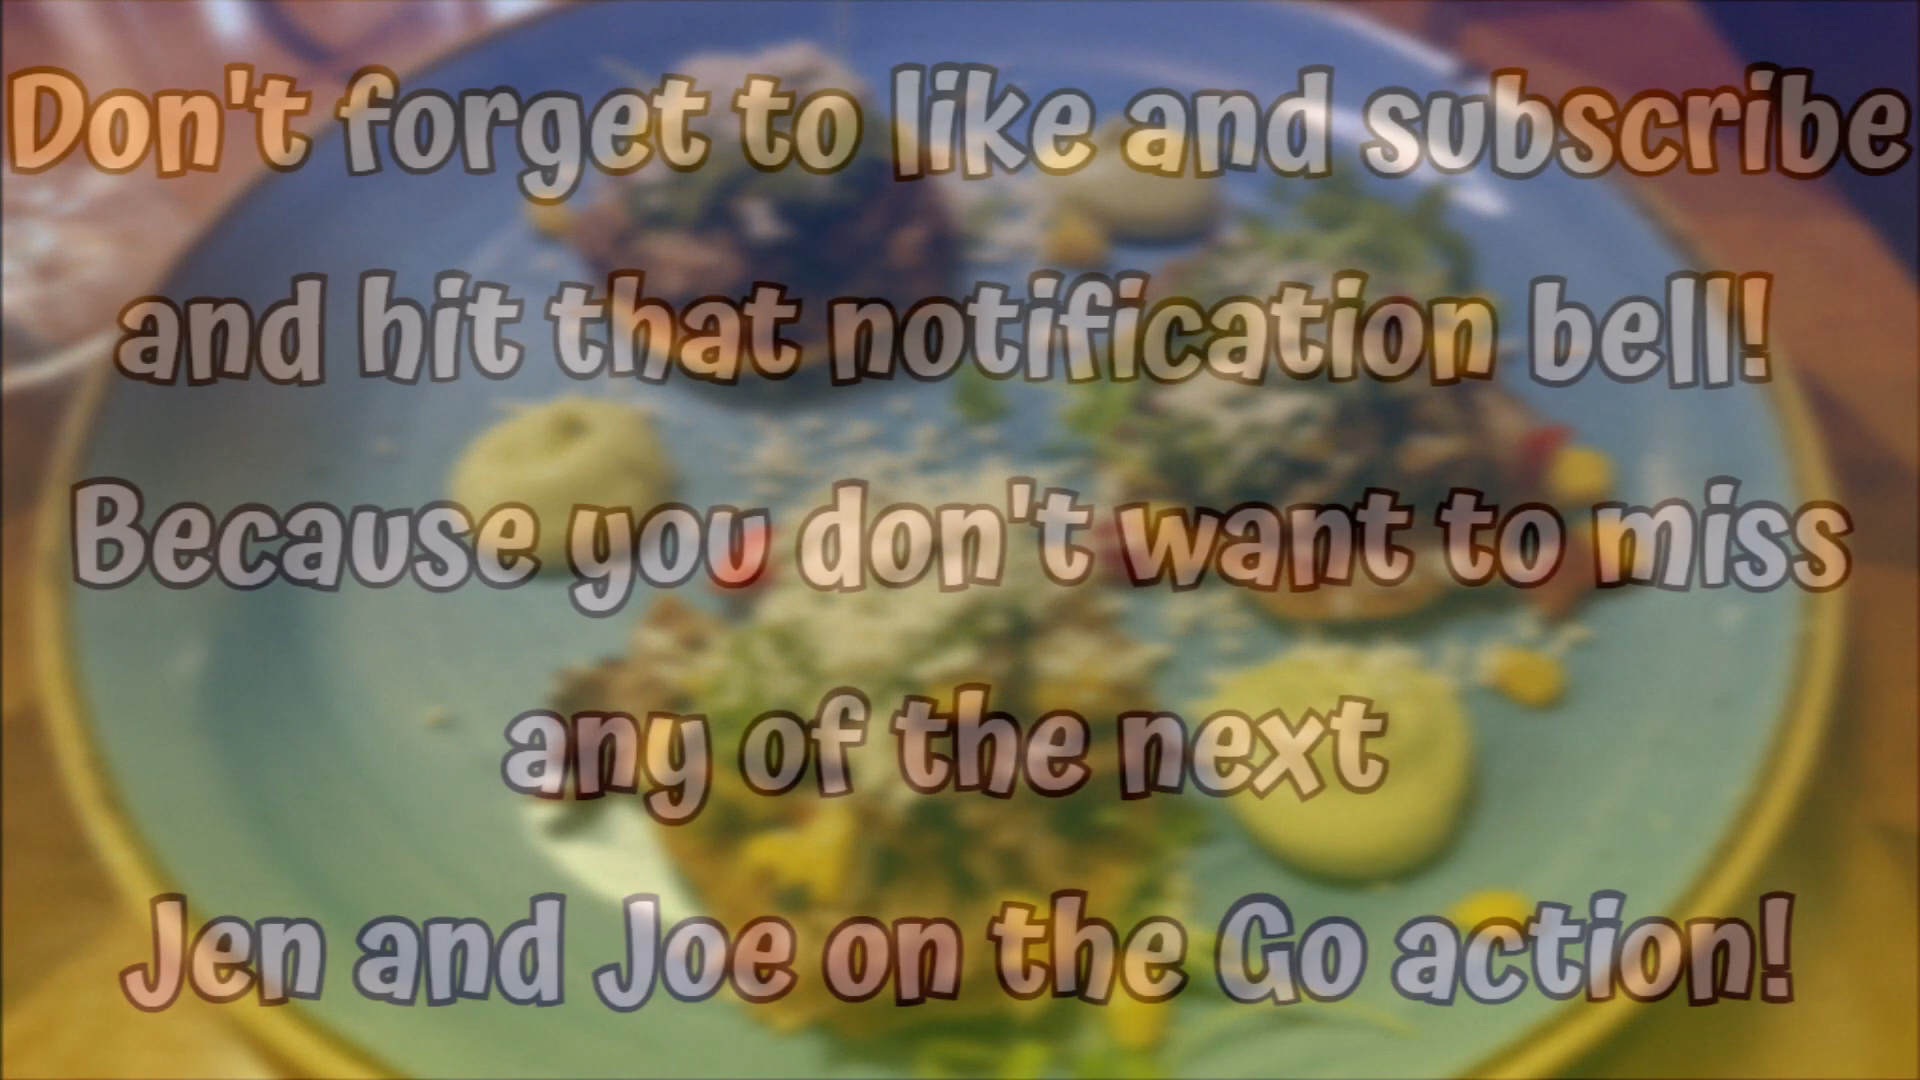 Don't forget to like and subscribe
and hit that notification bell!
Because you don't want to miss
any of the next
Jen and Joe on the Go action!